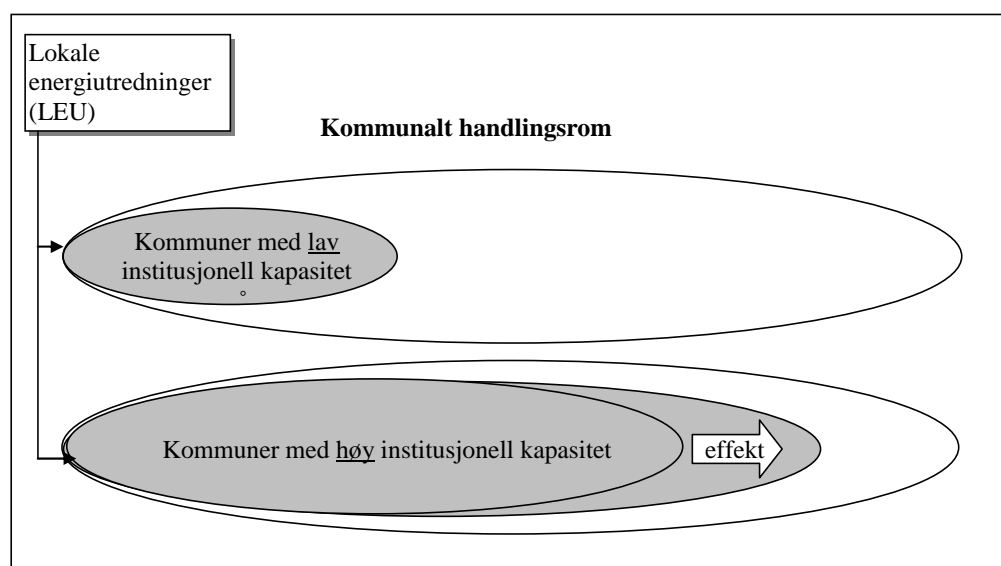 Lokale
energiutredninger
(LEU)
Kommunalt handlingsrom
Kommuner med lav
institusjonell kapasitet
Kommuner med høy institusjonell kapasitet
effekt